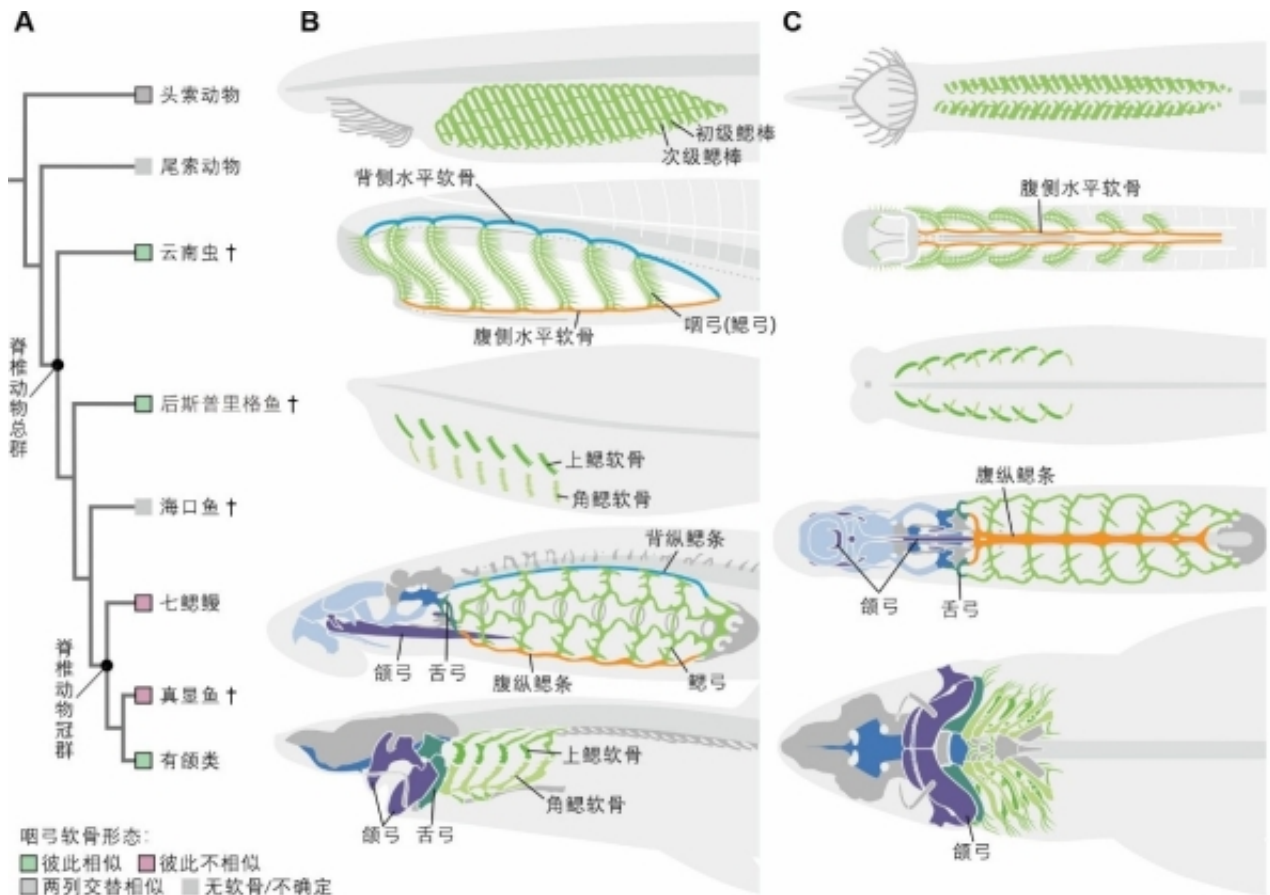 A
B
C
头索动物
尾索动物
云南虫†
后斯普里格鱼†
海口鱼†
七鳃鳗
真显鱼†
有颌类
脊椎动物总群
脊椎动物冠群
咽弓软骨形态:
彼此相似 彼此不相似
两列交替相似 无软骨/不确定
初级鳃棒
次级鳃棒
背侧水平软骨
腹侧水平软骨
咽弓(鳃弓)
上鳃软骨
角鳃软骨
背纵鳃条
颌弓 舌弓 腹纵鳃条 鳃弓
上鳃软骨
角鳃软骨
颌弓 舌弓
腹侧水平软骨
腹纵鳃条
颌弓 舌弓
颌弓